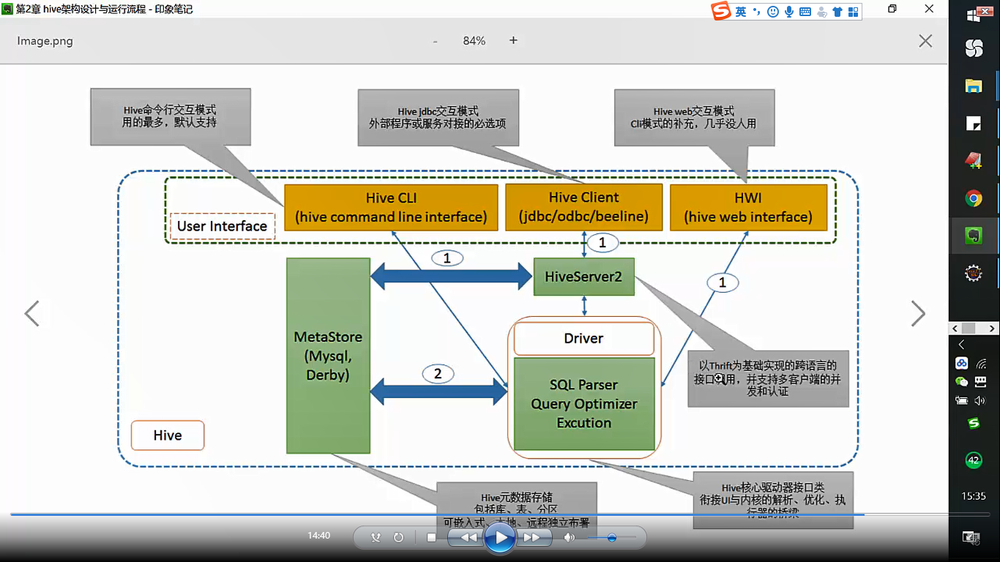 第2章 hive架构设计与运行流程 - 印象笔记
英
Image.png
- 84% +
Hive命令行交互模式
用的最多，默认支持
Hive jdbc交互模式
外部程序或服务对接的必选项
Hive web交互模式
Cli模式的补充，几乎没人用
User Interface
Hive CLI
(hive command line interface)
Hive Client
(jdbc/odbc/beeline)
HWI
(hive web interface)
1
1
1
HiveServer2
MetaStore
(Mysql,
Derby)
2
Driver
SQL Parser
Query Optimizer
Excution
以Thrift为基础实现的跨语言的
接口调用，并支持多客户端的并
发和认证
Hive
Hive元数据存储
包括库、表、分区
可嵌入式、本地、远程独立布署
Hive核心驱动器接口类
衔接UI与内核的解析、优化、执
行器的桥梁
14:40
42
15:35